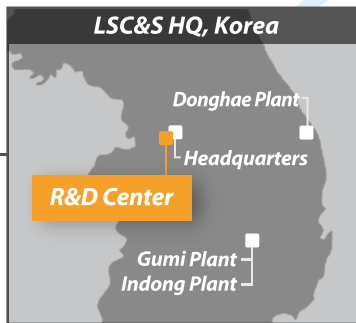 LSC&S HQ, Korea
Donghae Plant
Headquarters
R&D Center
Gumi Plant
Indong Plant